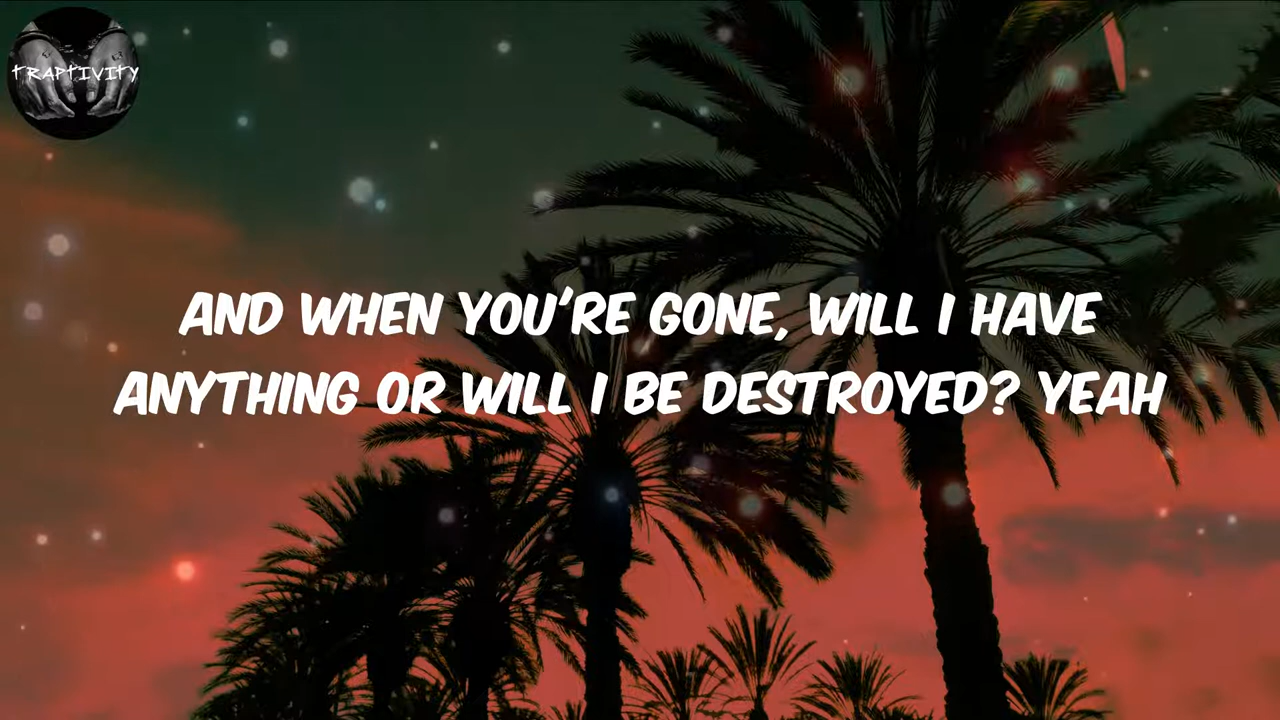 TRAPTIVITY
AND WHEN YOU'RE GONE, WILL I HAVE
ANYTHING OR WILL I BE DESTROYED? YEAH